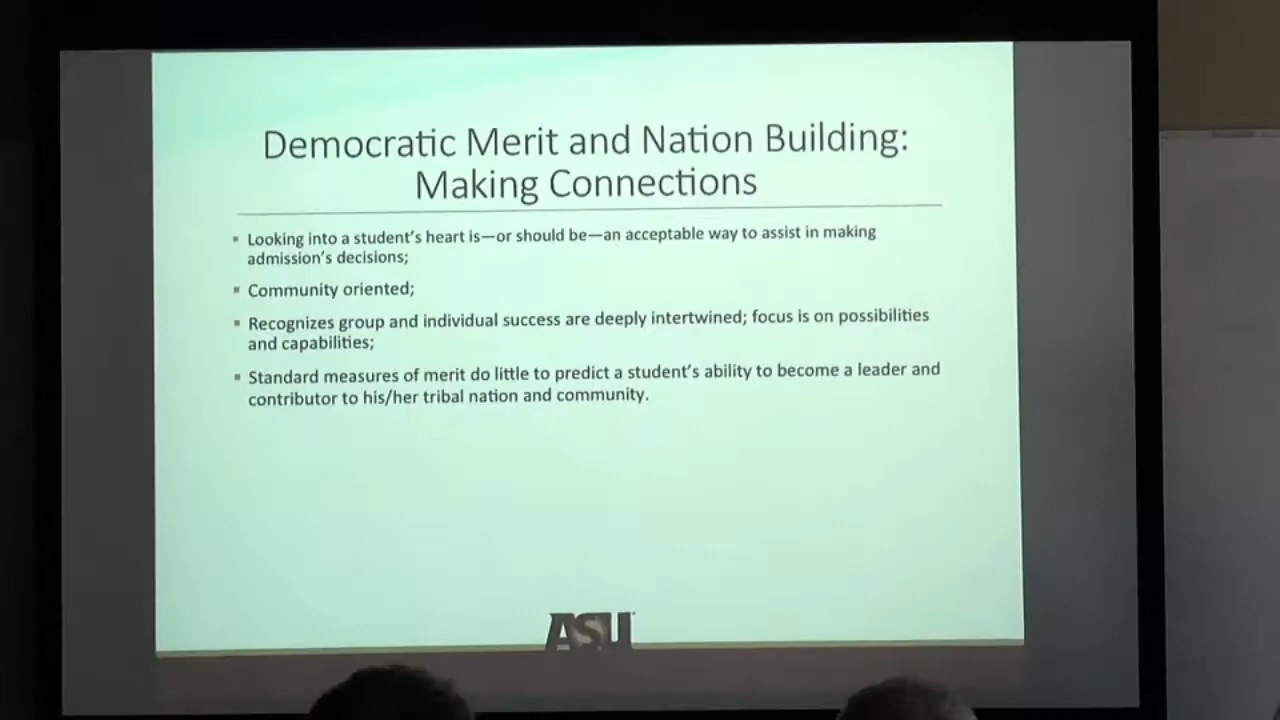 Democratic Merit and Nation Building:
Making Connections
Looking into a student's heart is—or should be—an acceptable way to assist in making
admission's decisions;
Community oriented;
Recognizes group and individual success are deeply intertwined; focus is on possibilities
and capabilities;
Standard measures of merit do little to predict a student's ability to become a leader and
contributor to his/her tribal nation and community.
ASU